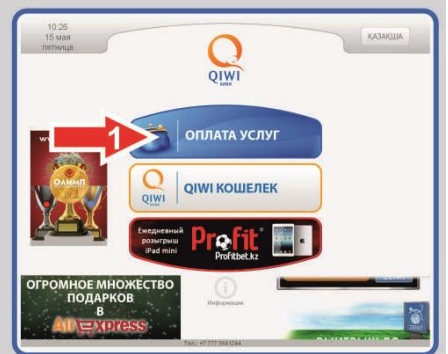 10:26
15 мая
пятница
ҚАЗАҚША
QIWI
1
ОПЛАТА УСЛУГ
ОЛИМП
QIWI
QIWI КОШЕЛЕК
Ежедневный
розыгрыш
iPad mini
Profit
Profitbet.kz
ОГРОМНОЕ МНОЖЕСТВО
ПОДАРКОВ
В
AliExpress
Информация